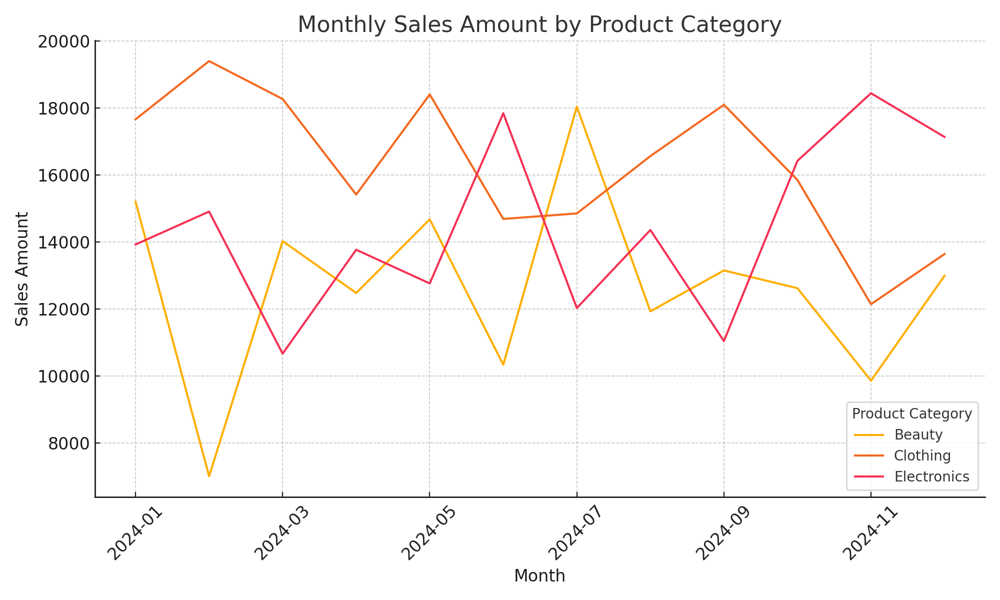 Monthly Sales Amount by Product Category
20000
18000
16000
14000
12000
10000
8000
Sales Amount
Product Category
Beauty
Clothing
Electronics
2024-01
2024-03
2024-05
2024-07
2024-09
2024-11
Month